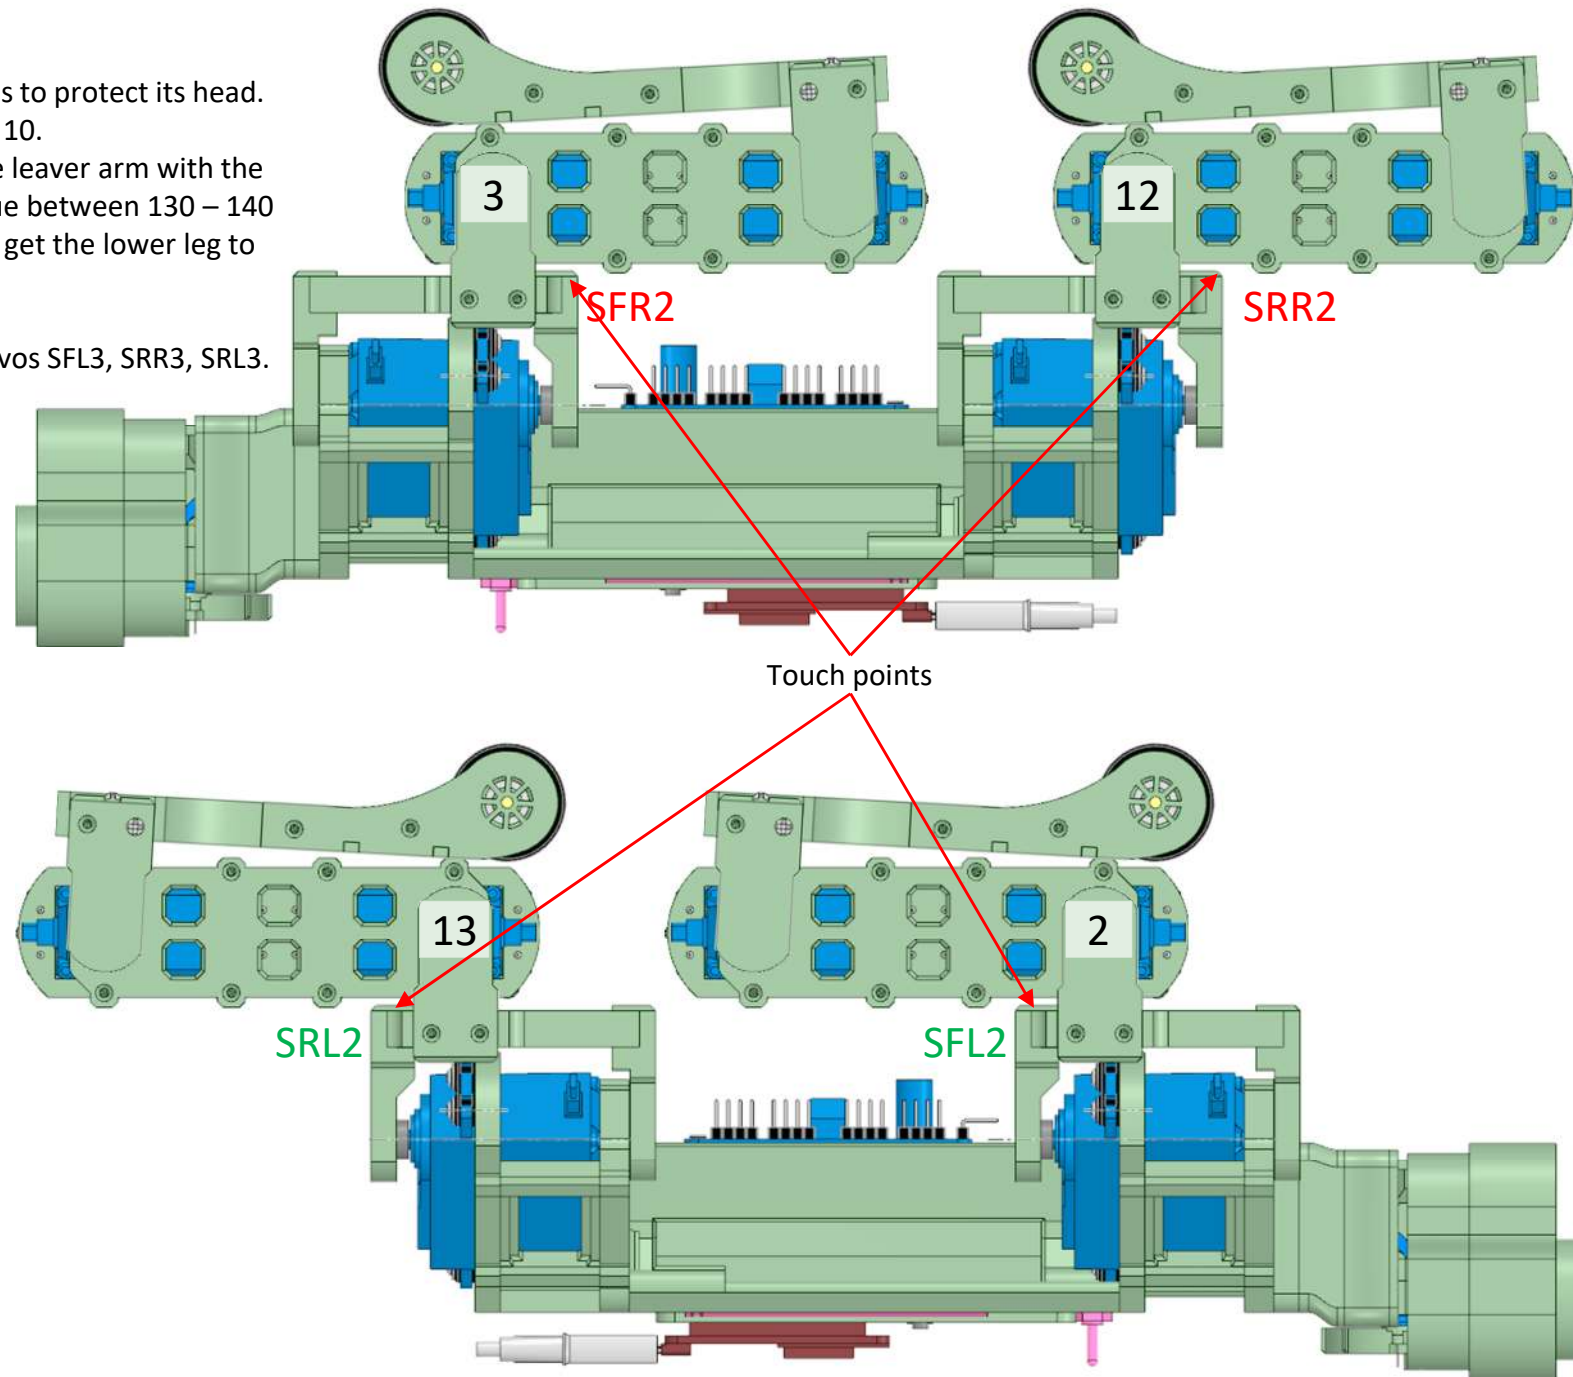 s to protect its head.
10.
e leaver arm with the
ue between 130 – 140
get the lower leg to
vos SFL3, SRR3, SRL3.
3
12
SFR2
SRR2
Touch points
13
2
SRL2
SFL2